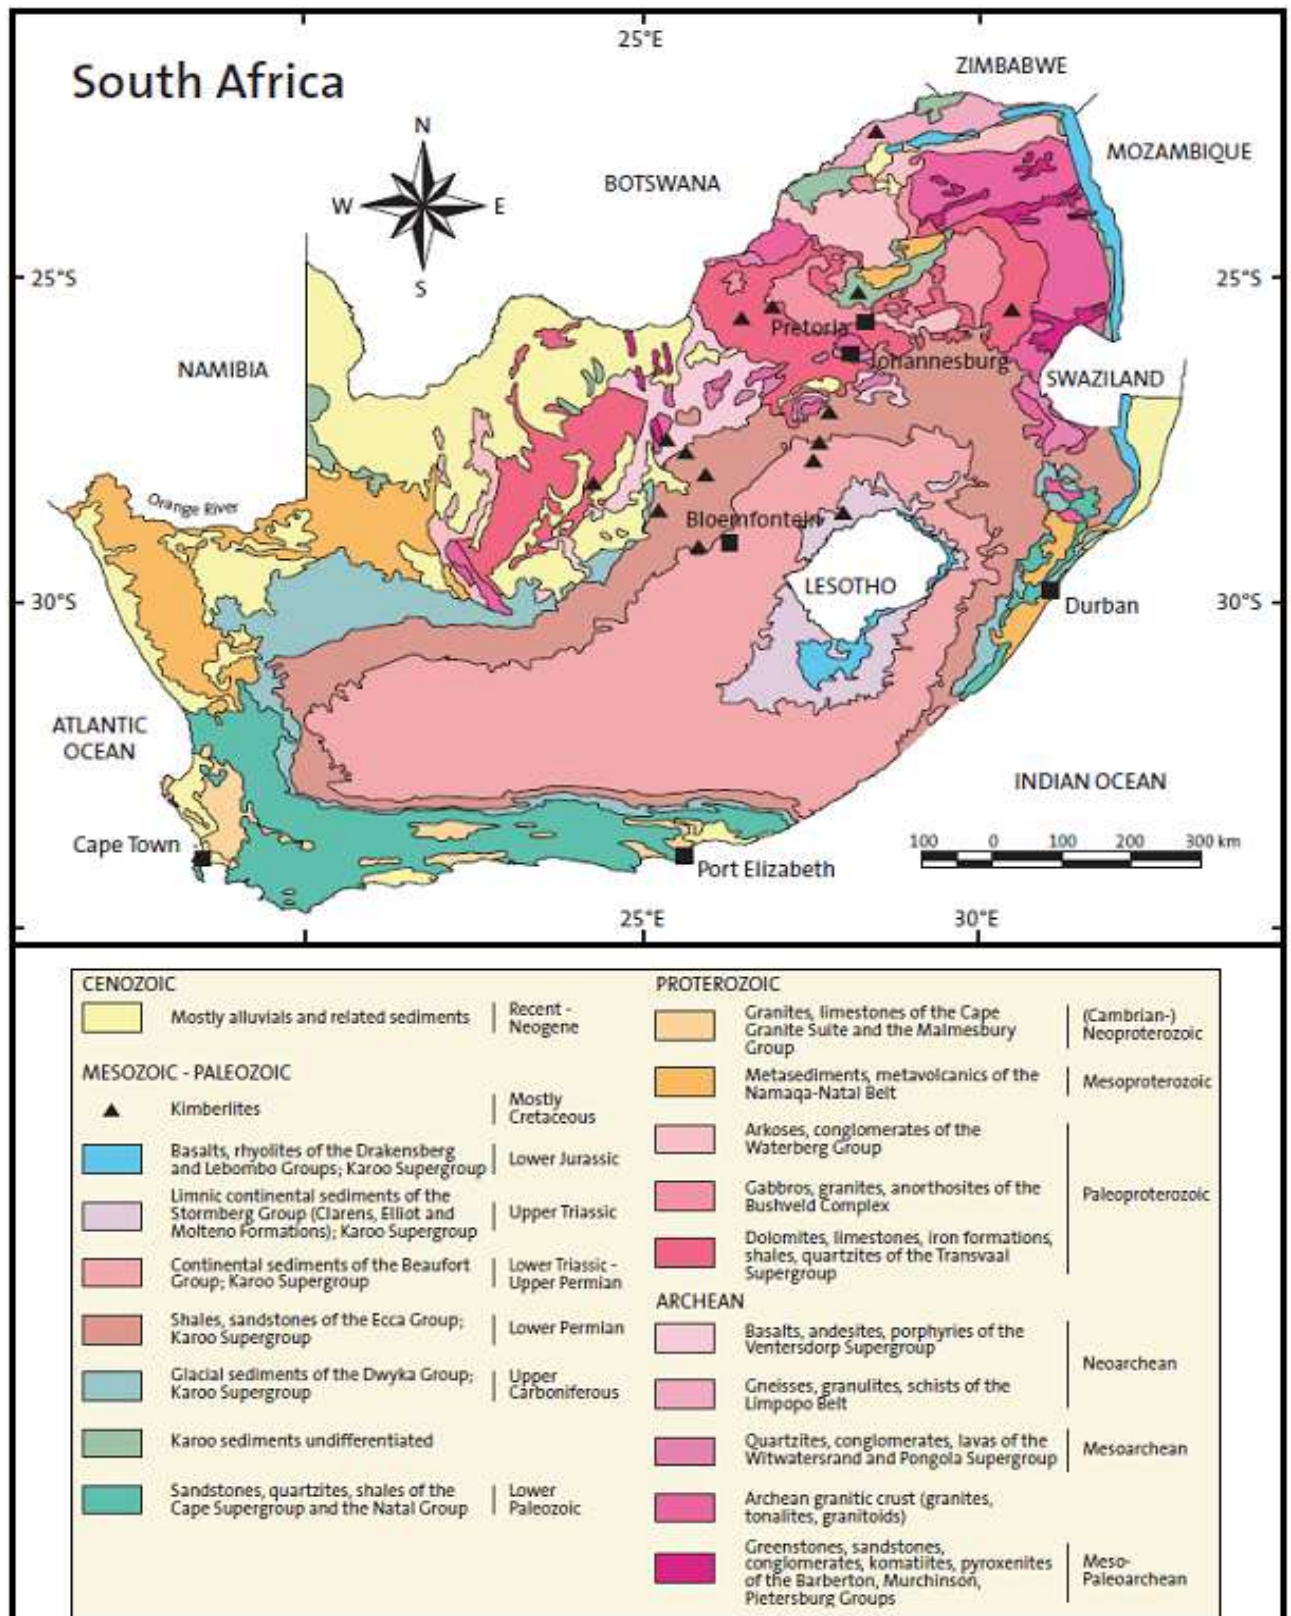 25°E
ZIMBABWE
South Africa
N
MOZAMBIQUE
BOTSWANA
W
E
S
25°S
25°S
Pretoria
NAMIBIA
Johannesburg
SWAZILAND
Orange River
Bloemfontein
LESOTHO
30°S
30°S
Durban
ATLANTIC
OCEAN
INDIAN OCEAN
Cape Town
100 0 100 200 300 km
Port Elizabeth
25°E
30°E
CENOZOIC
Mostly alluvials and related sediments
Recent -
Neogene
MESOZOIC - PALEOZOIC
Kimberlites
Mostly
Cretaceous
Basalts, rhyolites of the Drakensberg
and Lebombo Groups; Karoo Supergroup
Lower Jurassic
Limnic continental sediments of the
Stormberg Group (Clarens, Elliot and
Molteno Formations); Karoo Supergroup
Upper Triassic
Continental sediments of the Beaufort
Group; Karoo Supergroup
Lower Triassic -
Upper Permian
Shales, sandstones of the Ecca Group;
Karoo Supergroup
Lower Permian
Glacial sediments of the Dwyka Group;
Karoo Supergroup
Upper
Carboniferous
Karoo sediments undifferentiated
Sandstones, quartzites, shales of the
Cape Supergroup and the Natal Group
Lower
Paleozoic
PROTEROZOIC
Granites, limestones of the Cape
Granite Suite and the Malmesbury
Group
(Cambrian-)
Neoproterozoic
Metasediments, metavolcanics of the
Namaqa-Natal Belt
Mesoproterozoic
Arkoses, conglomerates of the
Waterberg Group
Gabbros, granites, anorthosites of the
Bushveld Complex
Paleoproterozoic
Dolomites, limestones, iron formations,
shales, quartzites of the Transvaal
Supergroup
ARCHEAN
Basalts, andesites, porphyries of the
Ventersdorp Supergroup
Neoarchean
Gneisses, granulites, schists of the
Limpopo Belt
Quartzites, conglomerates, lavas of the
Witwatersrand and Pongola Supergroup
Mesoarchean
Archean granitic crust (granites,
tonalites, granitoids)
Greenstones, sandstones,
conglomerates, komatiites, pyroxenites
of the Barberton, Murchinson,
Pietersburg Groups
Meso-
Paleoarchean